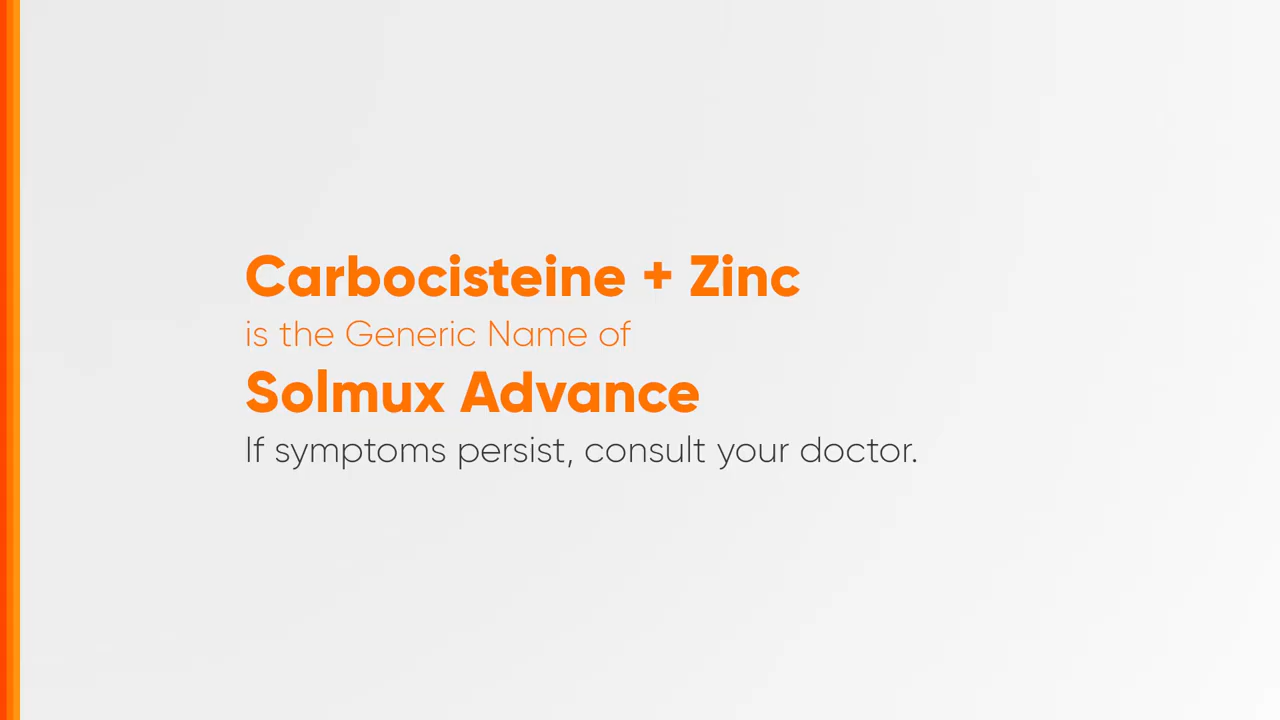 Carbocisteine + Zinc
is the Generic Name of
Solmux Advance
If symptoms persist, consult your doctor.